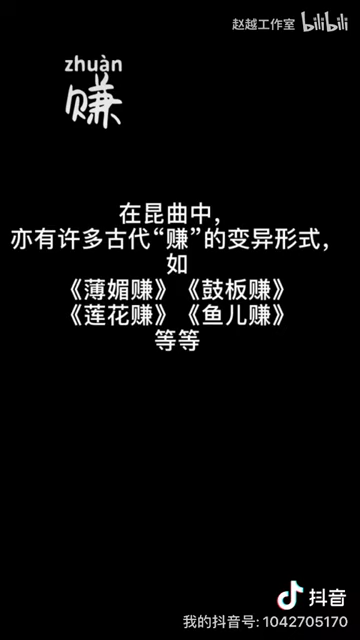 赵越工作室 bilibili
zhuàn
赚
在昆曲中，
亦有许多古代“赚”的变异形式，
如
《薄媚赚》《鼓板赚》
《莲花赚》《鱼儿赚》
等等
抖音
我的抖音号: 1042705170